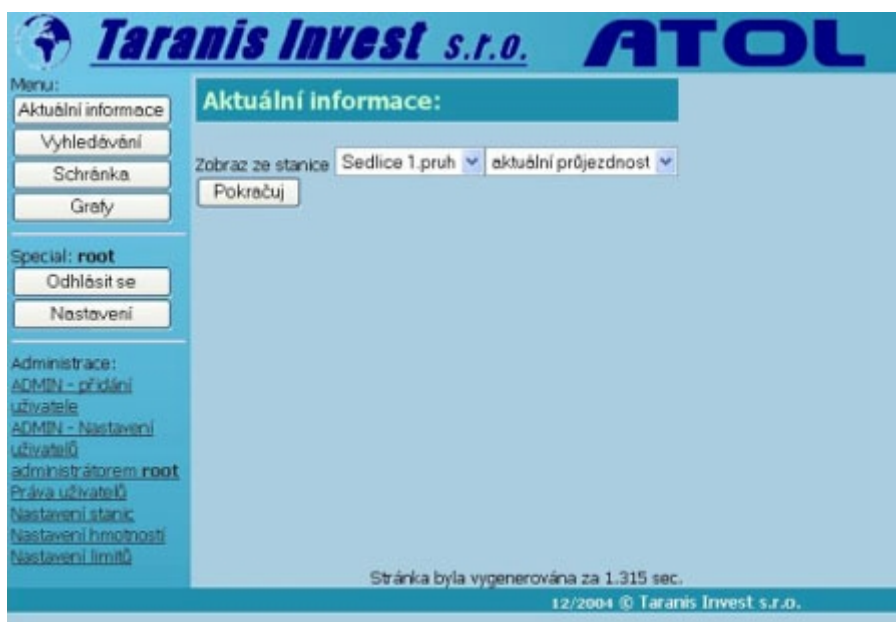 Taranis Invest s.r.o. ATOL
Menu:
Aktuální informace
Vyhledávání
Schránka
Grafy
Special: root
Odhlásit se
Nastavení
Administrace:
ADMIN - přidání
uživatele
ADMIN - Nastavení
uživatelů
administrátorem root
Práva uživatelů
Nastavení stanic
Nastavení hmotností
Nastavení limitů
Aktuální informace:
Zobraz ze stanice Sedlice 1.pruh aktuální průjezdnost
Pokračuj
Stránka byla vygenerována za 1.315 sec.
12/2004 © Taranis Invest s.r.o.